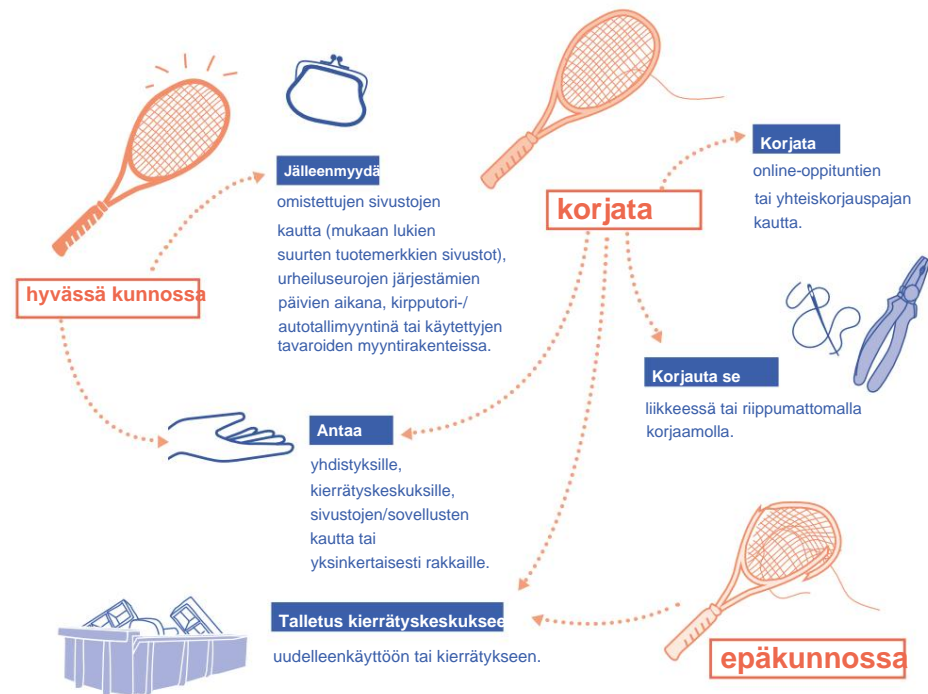 hyvässä kunnossa
Jälleenmyydä
omistettujen sivustojen
kautta (mukaan lukien
suurten tuotemerkkien sivustot),
urheiluseurojen järjestämien
päivien aikana, kirpputori-/
autotallimyyntinä tai käytettyjen
tavaroiden myyntirakenteissa.
Antaa
yhdistyksille,
kierrätyskeskuksille,
sivustojen/sovellusten
kautta tai
yksinkertaisesti rakkaille.
korjata
Korjata
online-oppituntien
tai yhteiskorjauspajan
kautta.
Korjauta se
liikkeessä tai riippumattomalla
korjaamolla.
Talletus kierrätyskeskuksee
uudelleenkäyttöön tai kierrätykseen.
epäkunnossa